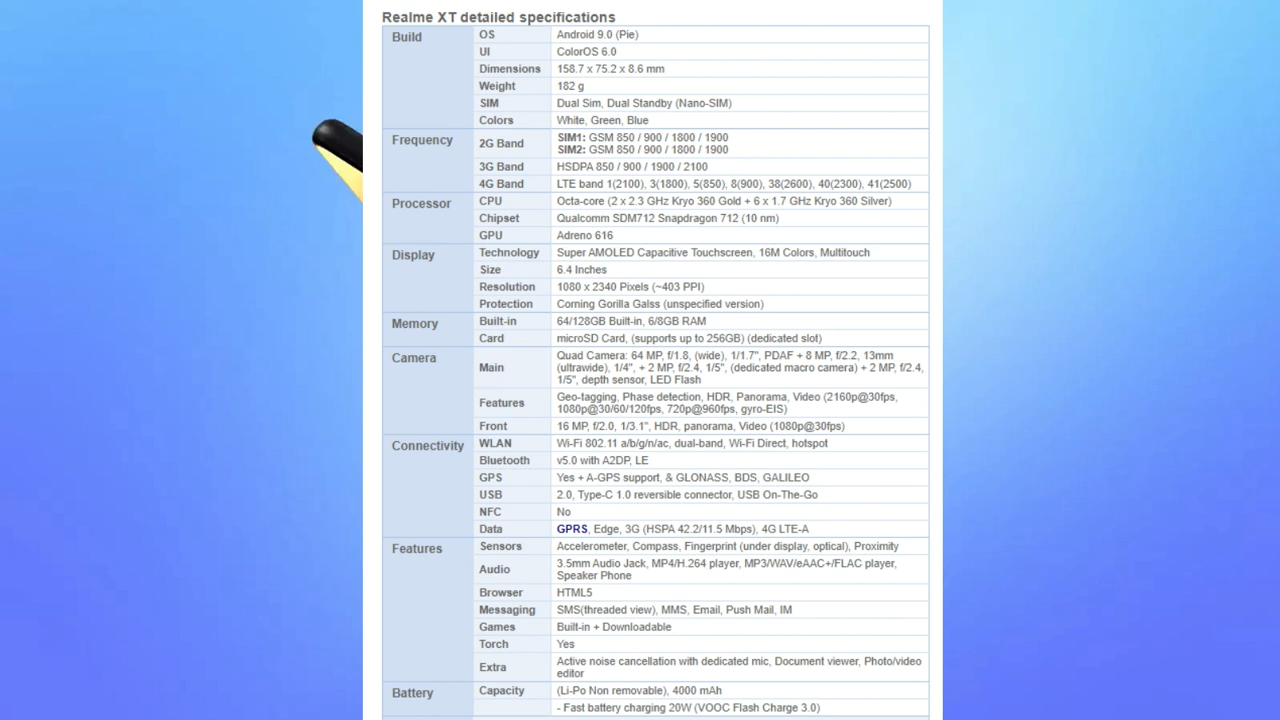 Realme XT detailed specifications
Build
OS
Android 9.0 (Pie)
UI
ColorOS 6.0
Dimensions
158.7 x 75.2 x 8.6 mm
Weight
182 g
SIM
Dual Sim, Dual Standby (Nano-SIM)
Colors
White, Green, Blue
Frequency
2G Band
SIM1: GSM 850 / 900 / 1800 / 1900
SIM2: GSM 850 / 900 / 1800 / 1900
3G Band
HSDPA 850 / 900 / 1900 / 2100
4G Band
LTE band 1(2100), 3(1800), 5(850), 8(900), 38(2600), 40(2300), 41(2500)
Processor
CPU
Octa-core (2 x 2.3 GHz Kryo 360 Gold + 6 x 1.7 GHz Kryo 360 Silver)
Chipset
Qualcomm SDM712 Snapdragon 712 (10 nm)
GPU
Adreno 616
Display
Technology
Super AMOLED Capacitive Touchscreen, 16M Colors, Multitouch
Size
6.4 Inches
Resolution
1080 x 2340 Pixels (~403 PPI)
Protection
Corning Gorilla Galss (unspecified version)
Memory
Built-in
64/128GB Built-in, 6/8GB RAM
Card
microSD Card, (supports up to 256GB) (dedicated slot)
Camera
Main
Quad Camera: 64 MP, f/1.8, (wide), 1/1.7", PDAF + 8 MP, f/2.2, 13mm
(ultrawide), 1/4", + 2 MP, f/2.4, 1/5", (dedicated macro camera) + 2 MP, f/2.4,
1/5", depth sensor, LED Flash
Features
Geo-tagging, Phase detection, HDR, Panorama, Video (2160p@30fps,
1080p@30/60/120fps, 720p@960fps, gyro-EIS)
Front
16 MP, f/2.0, 1/3.1", HDR, panorama, Video (1080p@30fps)
Connectivity
WLAN
Wi-Fi 802.11 a/b/g/n/ac, dual-band, Wi-Fi Direct, hotspot
Bluetooth
v5.0 with A2DP, LE
GPS
Yes + A-GPS support, & GLONASS, BDS, GALILEO
USB
2.0, Type-C 1.0 reversible connector, USB On-The-Go
NFC
No
Data
GPRS, Edge, 3G (HSPA 42.2/11.5 Mbps), 4G LTE-A
Features
Sensors
Accelerometer, Compass, Fingerprint (under display, optical), Proximity
Audio
3.5mm Audio Jack, MP4/H.264 player, MP3/WAV/eAAC+/FLAC player,
Speaker Phone
Browser
HTML5
Messaging
SMS(threaded view), MMS, Email, Push Mail, IM
Games
Built-in + Downloadable
Torch
Yes
Extra
Active noise cancellation with dedicated mic, Document viewer, Photo/video
editor
Battery
Capacity
(Li-Po Non removable), 4000 mAh
- Fast battery charging 20W (VOOC Flash Charge 3.0)